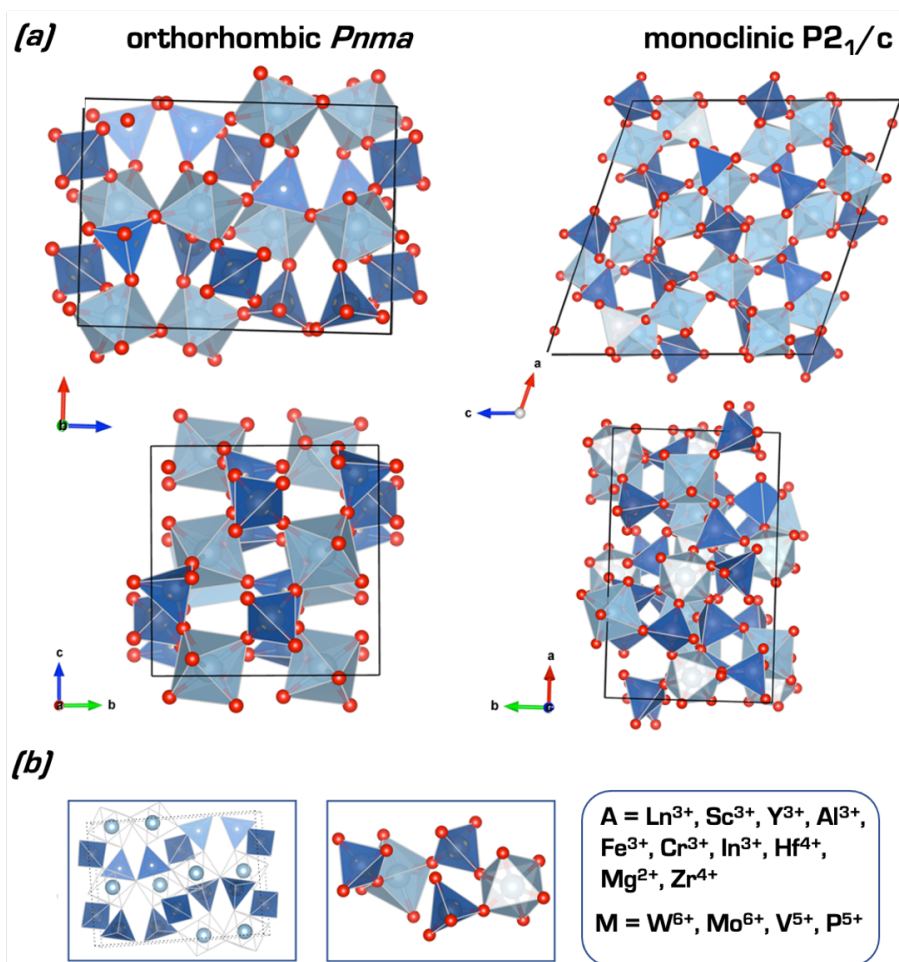 (a) orthorhombic Pnma monoclinic P2₁/c
a
c
b
c
a b
a
b
c
(b)
A = Ln³⁺, Sc³⁺, Y³⁺, Al³⁺,
Fe³⁺, Cr³⁺, In³⁺, Hf⁴⁺,
Mg²⁺, Zr⁴⁺
M = W⁶⁺, Mo⁶⁺, V⁵⁺, P⁵⁺